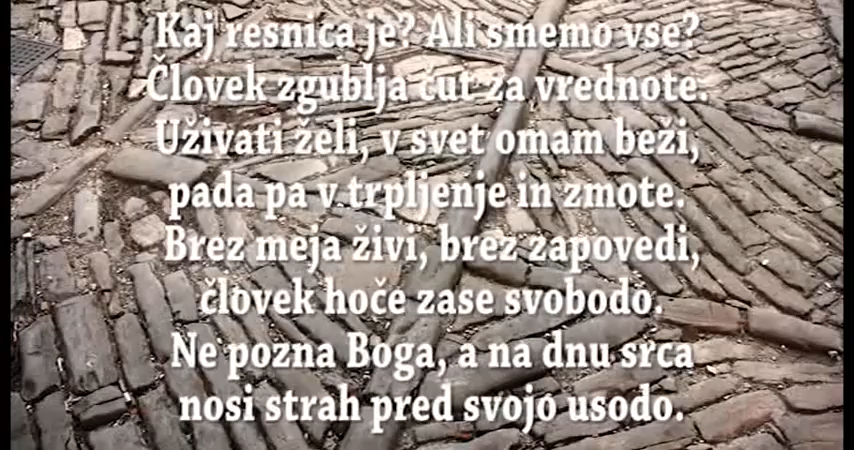 Kaj resnica je? Ali smemo vse?
Človek zgublja čut za vrednote.
Uživati želi, v svet omam beži,
pada pa v trpljenje in zmote.
Brez meja živi, brez zapovedi,
človek hoče zase svobodo.
Ne pozna Boga, a na dnu srca
nosi strah pred svojo usodo.